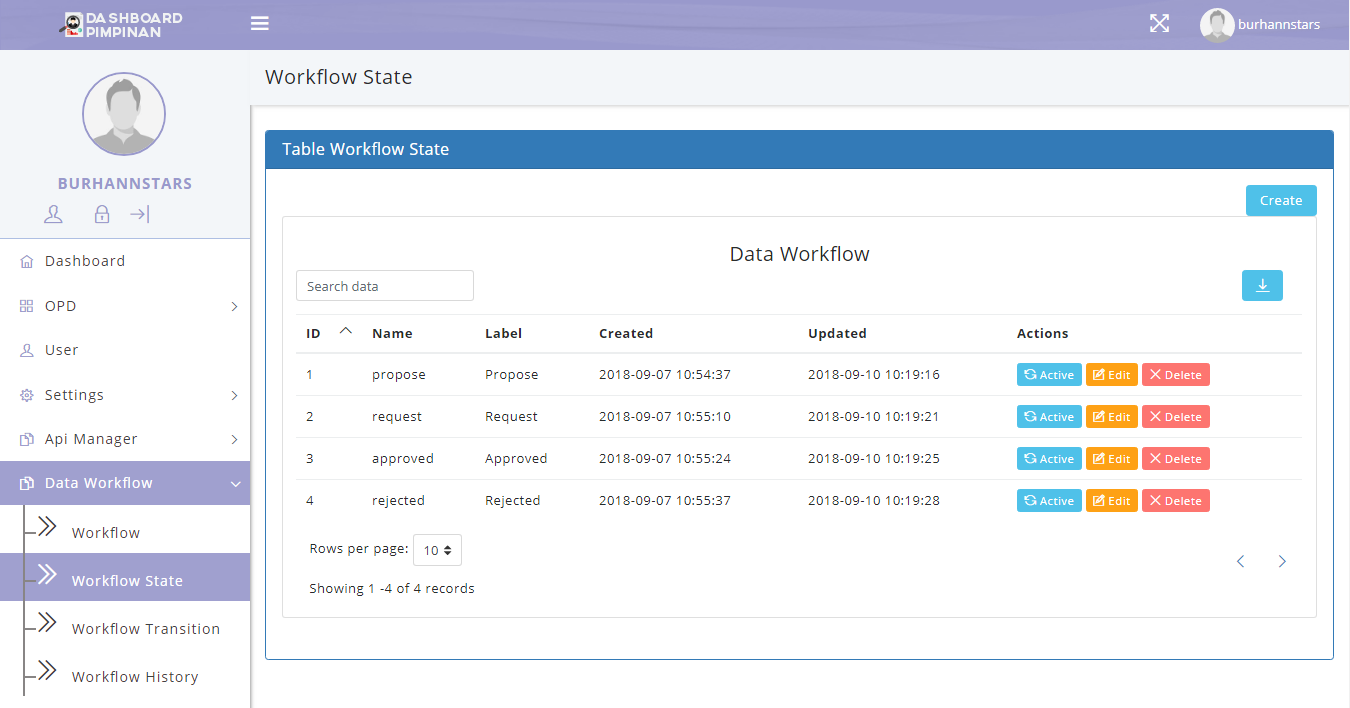 DASHBOARD
PIMPINAN
burhannstars
BURHANNSTARS
Dashboard
OPD
User
Settings
Api Manager
Data Workflow
Workflow
Workflow State
Workflow Transition
Workflow History
Workflow State
Table Workflow State
Create
Data Workflow
Search data
ID Name Label Created Updated Actions
1 propose Propose 2018-09-07 10:54:37 2018-09-10 10:19:16 Active Edit Delete
2 request Request 2018-09-07 10:55:10 2018-09-10 10:19:21 Active Edit Delete
3 approved Approved 2018-09-07 10:55:24 2018-09-10 10:19:25 Active Edit Delete
4 rejected Rejected 2018-09-07 10:55:37 2018-09-10 10:19:28 Active Edit Delete
Rows per page: 10
Showing 1 -4 of 4 records